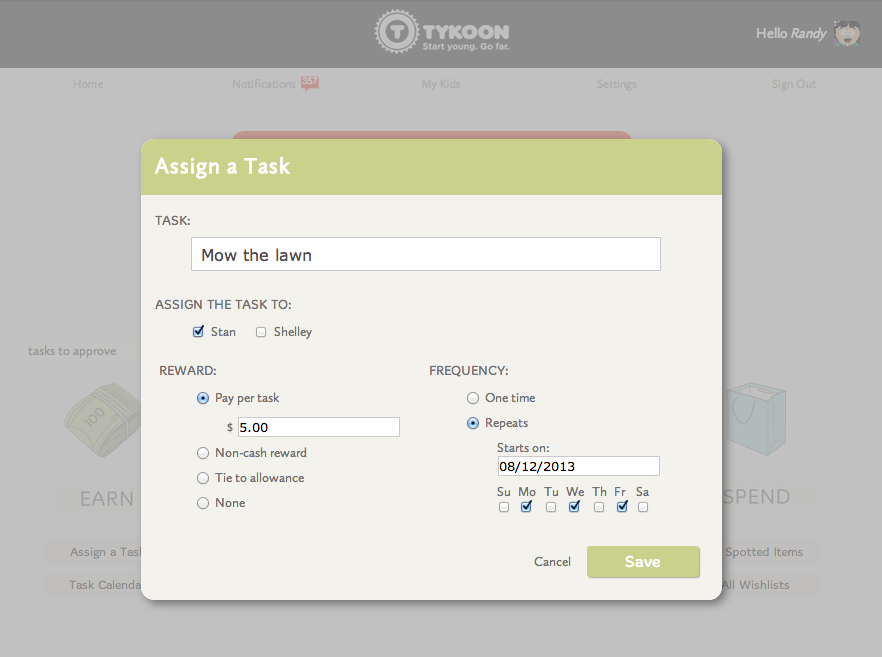 TYKOON
Start young. Go far.
Hello Randy
Home Notifications 357 My Kids Settings Sign Out
Assign a Task
TASK:
Mow the lawn
ASSIGN THE TASK TO:
Stan Shelley
tasks to approve
REWARD: FREQUENCY:
Pay per task One time
$ 5.00 Repeats
Non-cash reward Starts on:
Tie to allowance 08/12/2013
None Su Mo Tu We Th Fr Sa
100
EARN SPEND
Assign a Tas Spotted Items
Cancel Save
Task Calenda All Wishlists